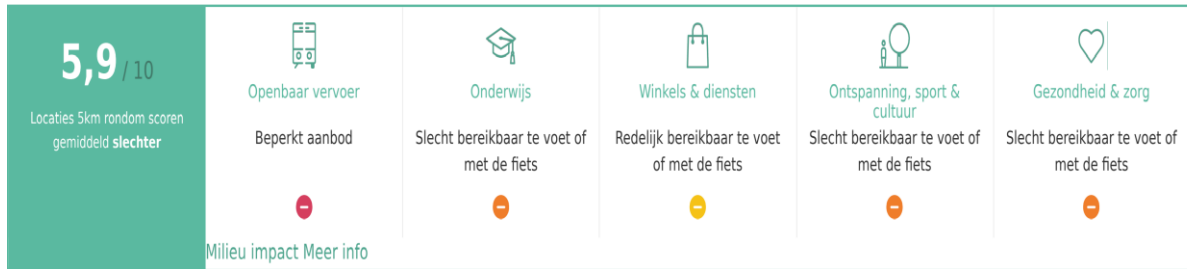 5,9 / 10
Locaties 5km rondom scoren
gemiddeld slechter
Openbaar vervoer
Beperkt aanbod
Onderwijs
Slecht bereikbaar te voet of
met de fiets
Winkels & diensten
Redelijk bereikbaar te voet
of met de fiets
Ontspanning, sport &
cultuur
Slecht bereikbaar te voet of
met de fiets
Gezondheid & zorg
Slecht bereikbaar te voet of
met de fiets
Milieu impact Meer info